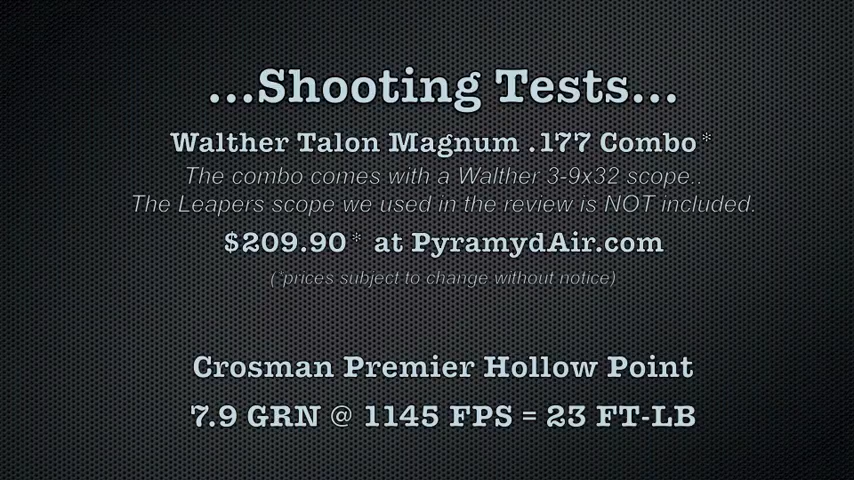 ...Shooting Tests...
Walther Talon Magnum .177 Combo*
The combo comes with a Walther 3-9x32 scope..
The Leapers scope we used in the review is NOT included.
$209.90* at PyramydAir.com
(*prices subject to change without notice)
Crosman Premier Hollow Point
7.9 GRN @ 1145 FPS = 23 FT-LB